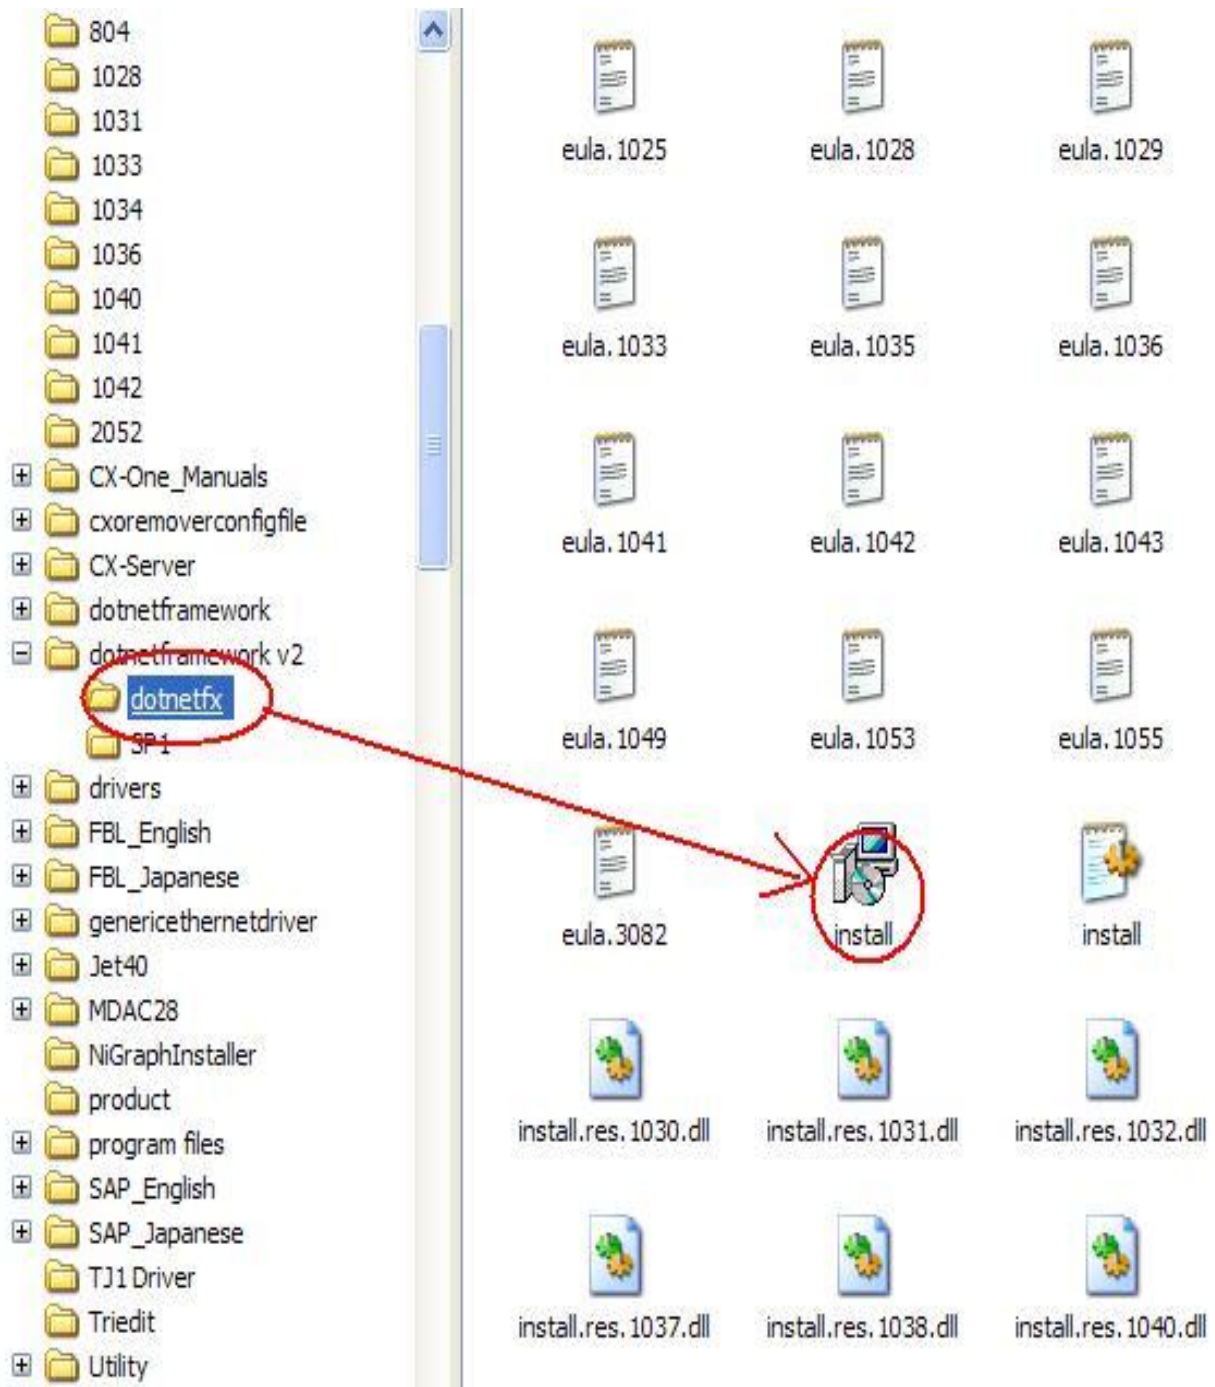 804
1028
1031
1033
1034
1036
1040
1041
1042
2052
CX-One_Manuals
cxoremoverconfigfile
CX-Server
dotnetframework
dotnetframework v2
dotnetfx
SP1
drivers
FBL_English
FBL_Japanese
genericethernetdriver
Jet40
MDAC28
NiGraphInstaller
product
program files
SAP_English
SAP_Japanese
TJ1 Driver
Triedit
Utility
eula.1025 eula.1028 eula.1029
eula.1033 eula.1035 eula.1036
eula.1041 eula.1042 eula.1043
eula.1049 eula.1053 eula.1055
eula.3082 install install
install.res.1030.dll install.res.1031.dll install.res.1032.dll
install.res.1037.dll install.res.1038.dll install.res.1040.dll